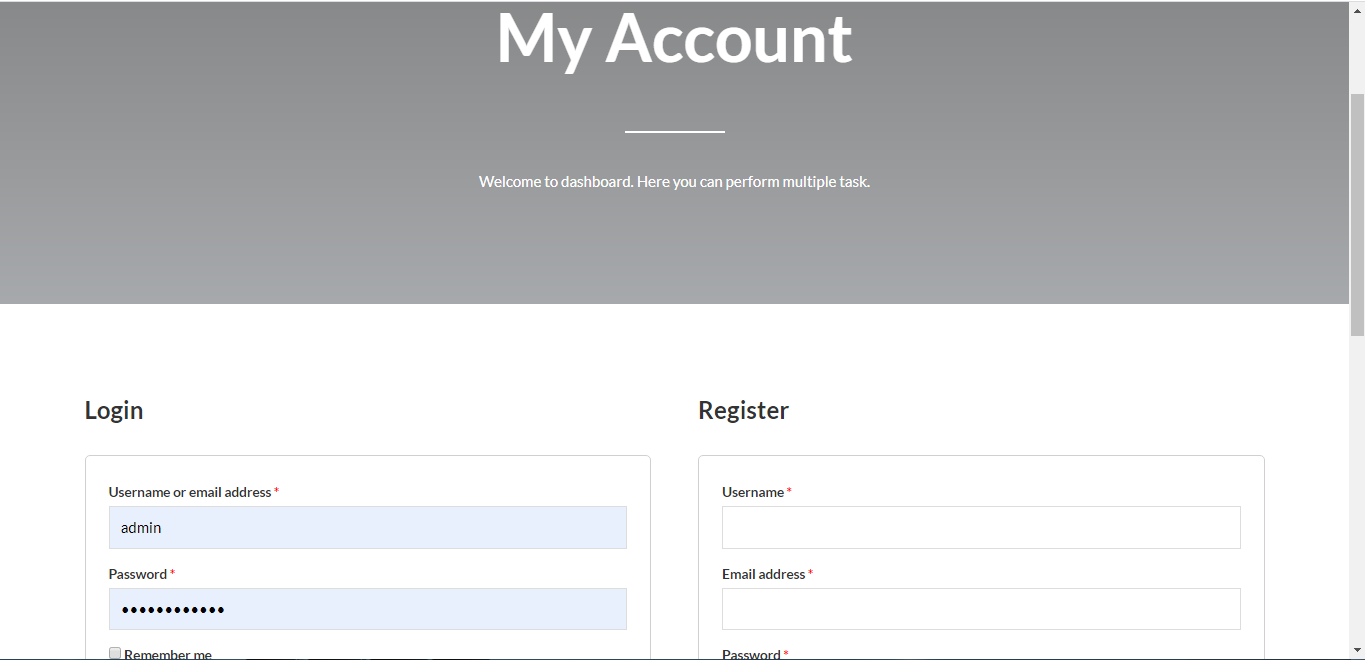 My Account
Welcome to dashboard. Here you can perform multiple task.
Login
Username or email address *
admin
Password *
••••••••••••
Remember me
Register
Username *
Email address *
Password *